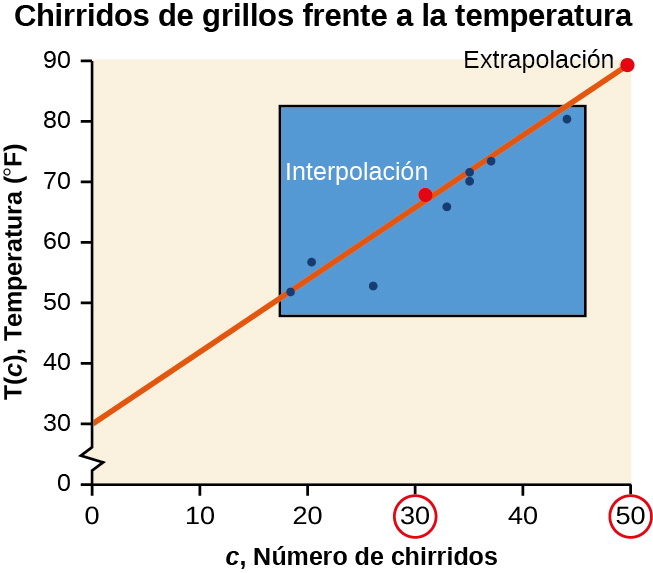 Chirridos de grillos frente a la temperatura
Extrapolación
Interpolación
T(c), Temperatura (°F)
90
80
70
60
50
40
30
0
0 10 20 30 40 50
c, Número de chirridos